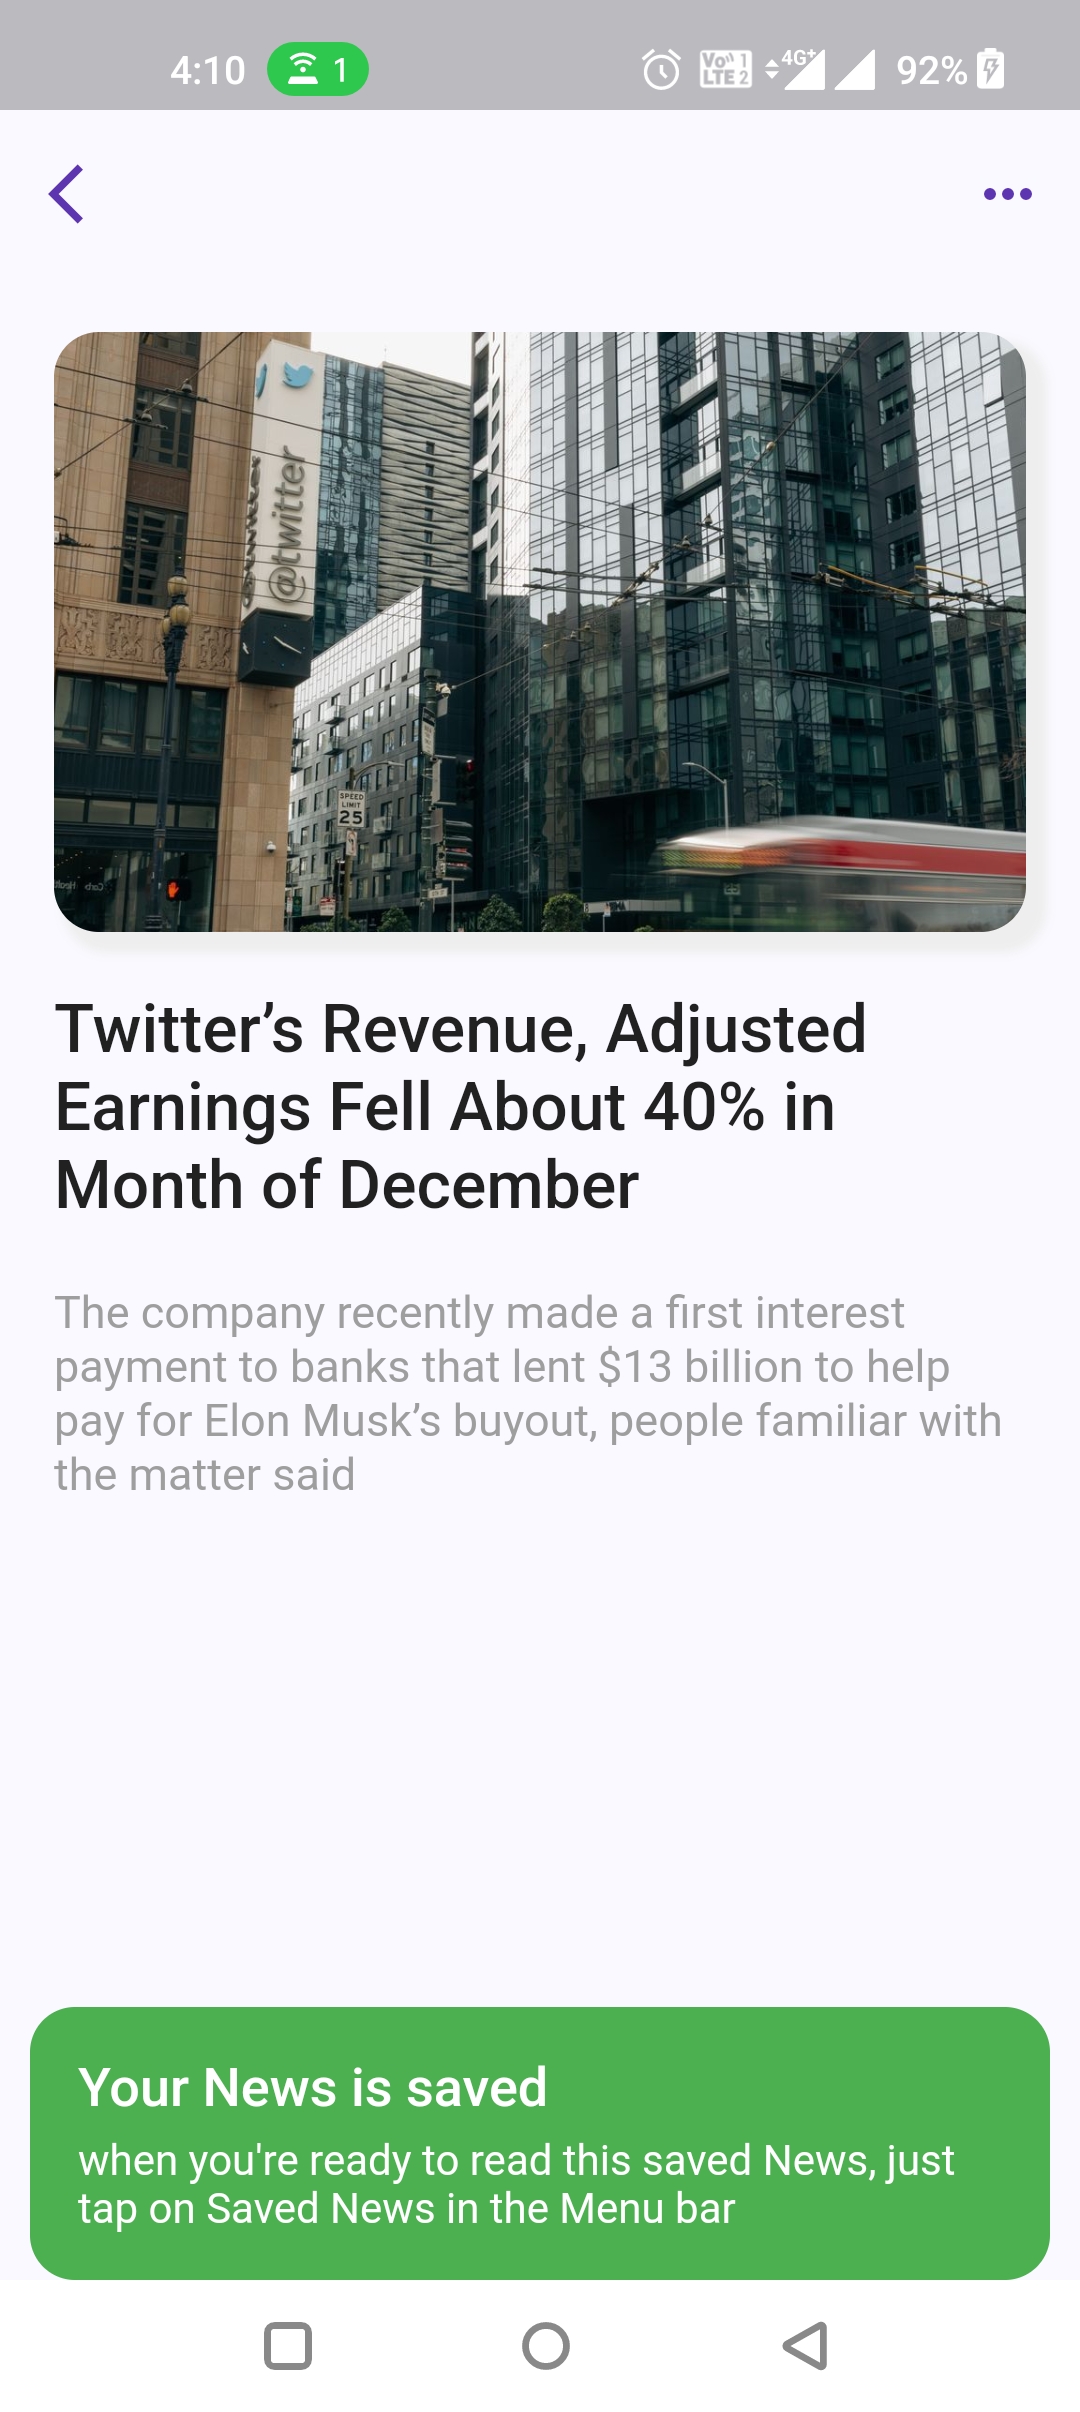 4:10 1 Vo 1 LTE 2 4G+ 92%
@twitter
SPEED
LIMIT
25
Twitter’s Revenue, Adjusted
Earnings Fell About 40% in
Month of December
The company recently made a first interest
payment to banks that lent $13 billion to help
pay for Elon Musk’s buyout, people familiar with
the matter said
Your News is saved
when you're ready to read this saved News, just
tap on Saved News in the Menu bar